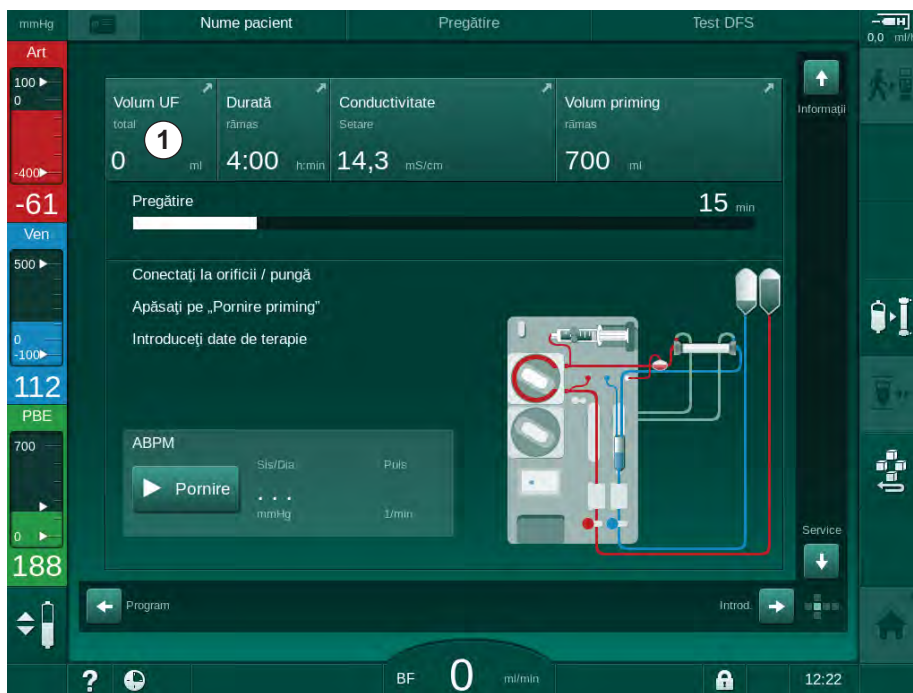 mmHg Nume pacient Pregătire Test DFS
0,0 ml/h
Art
100
0
-400
-61
Ven
500
0
-100
112
PBE
700
0
188
Volum UF Durată Conductivitate Volum priming
total rămas Setare rămas
1
0 ml 4:00 h:min 14,3 mS/cm 700 ml
Informații
Pregătire 15 min
Conectați la orificii / pungă
Apăsați pe „Pornire priming”
Introduceți date de terapie
ABPM
Sis/Dia Puls
Pornire . . .
mmHg 1/min
Service
Program Introd.
? BF 0 ml/min 12:22